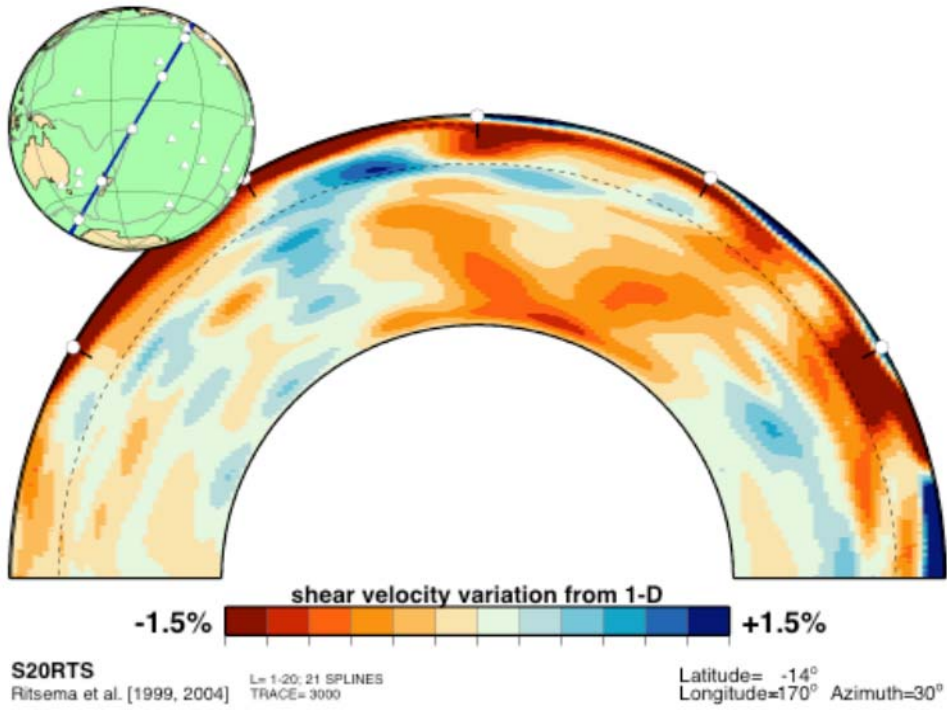 shear velocity variation from 1-D
-1.5% +1.5%
S20RTS
Ritsema et al. [1999, 2004]
L= 1-20; 21 SPLINES
TRACE= 3000
Latitude= -14°
Longitude=170° Azimuth=30°